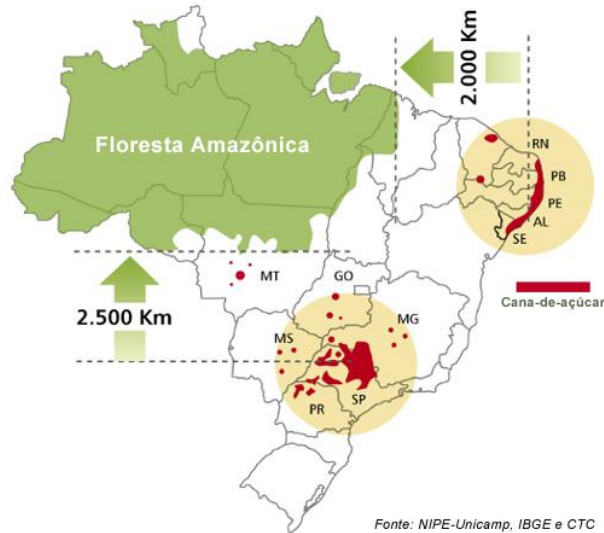 2.000 Km
Floresta Amazônica
RN
PB
PE
AL
SE
Cana-de-açúcar
MT
GO
2.500 Km
MG
MS
SP
PR
Fonte: NIPE-Unicamp, IBGE e CTC